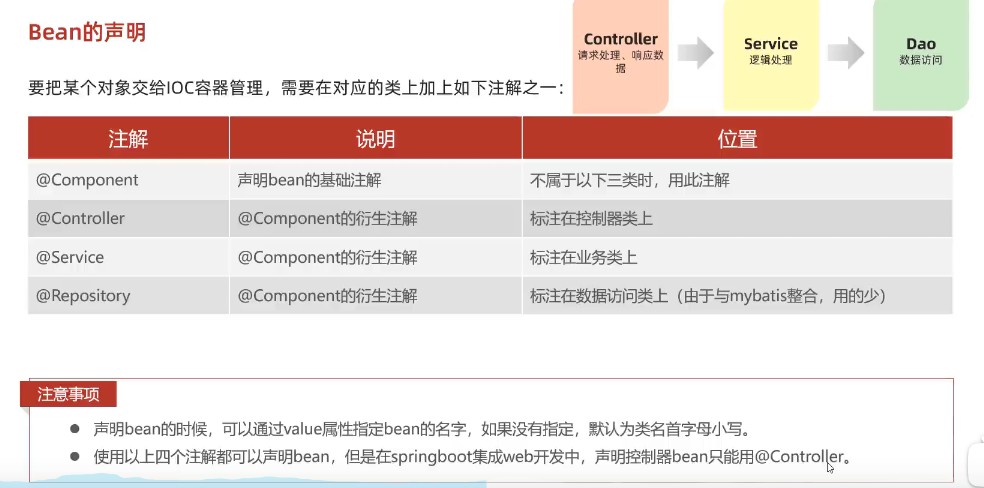 Bean的声明
Controller
请求处理、响应数
据
Service
逻辑处理
Dao
数据访问
要把某个对象交给IOC容器管理，需要在对应的类上加上如下注解之一：
注解 说明 位置
@Component 声明bean的基础注解 不属于以下三类时，用此注解
@Controller @Component的衍生注解 标注在控制器类上
@Service @Component的衍生注解 标注在业务类上
@Repository @Component的衍生注解 标注在数据访问类上（由于与mybatis整合，用的少）
注意事项
● 声明bean的时候，可以通过value属性指定bean的名字，如果没有指定，默认为类名首字母小写。
● 使用以上四个注解都可以声明bean，但是在springboot集成web开发中，声明控制器bean只能用@Controller。